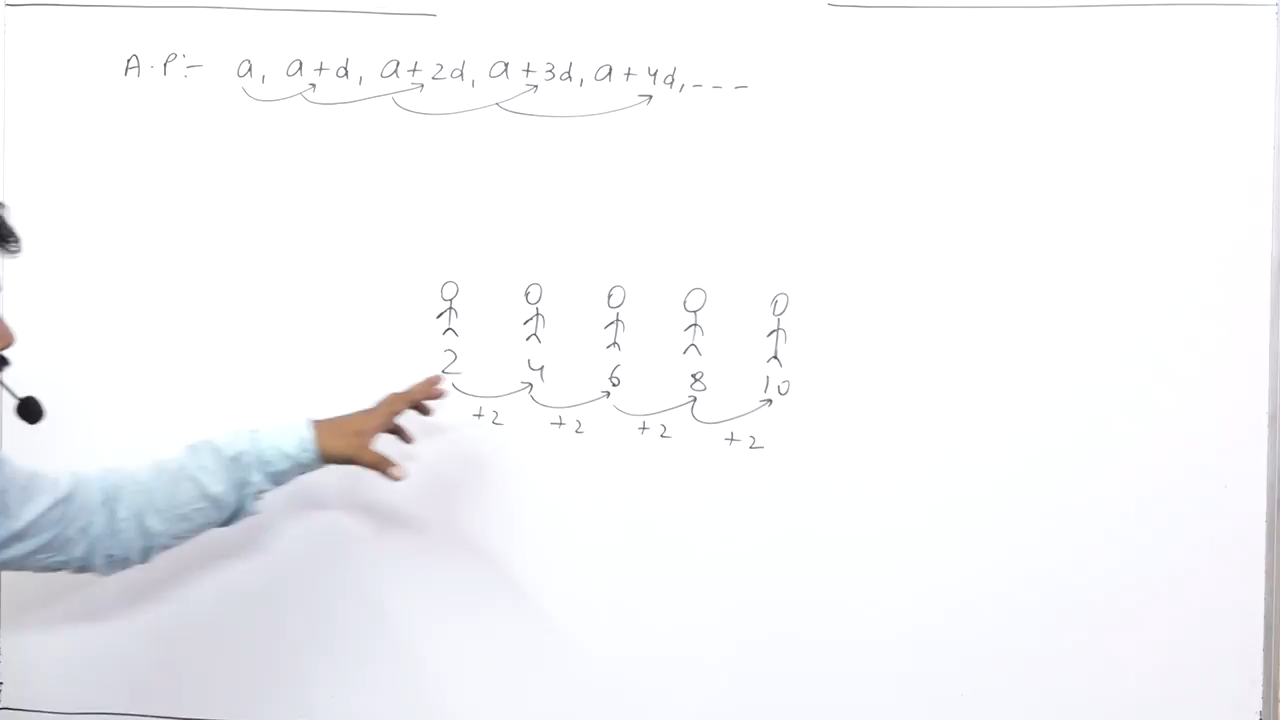 A.P:- a, a+d, a+2d, a+3d, a+4d, ---
2 4 6 8 10
+2 +2 +2 +2